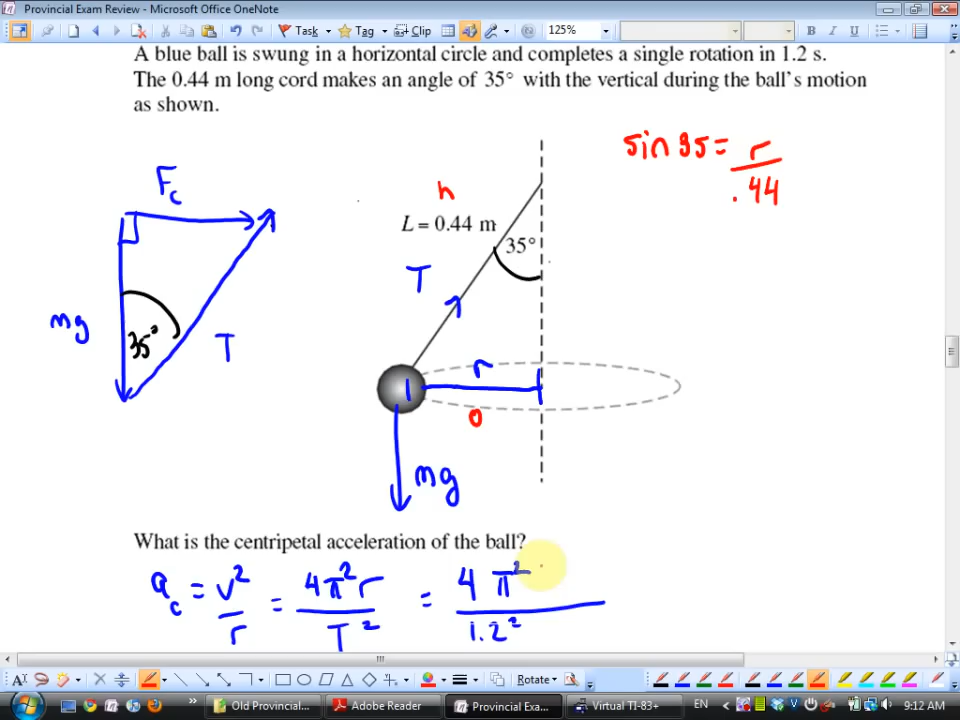 Provincial Exam Review - Microsoft Office OneNote
Task Tag Clip 125% B I U
A blue ball is swung in a horizontal circle and completes a single rotation in 1.2 s.
The 0.44 m long cord makes an angle of 35° with the vertical during the ball's motion
as shown.
sin 35 = r / .44
Fc
h
L = 0.44 m
35°
T
mg
35°
T
r
o
mg
What is the centripetal acceleration of the ball?
ac = v² / r = 4π²r / T² = 4 π² / 1.2²
A Rotate
Old Provincial... Adobe Reader Provincial Exa... Virtual TI-83+ EN 9:12 AM